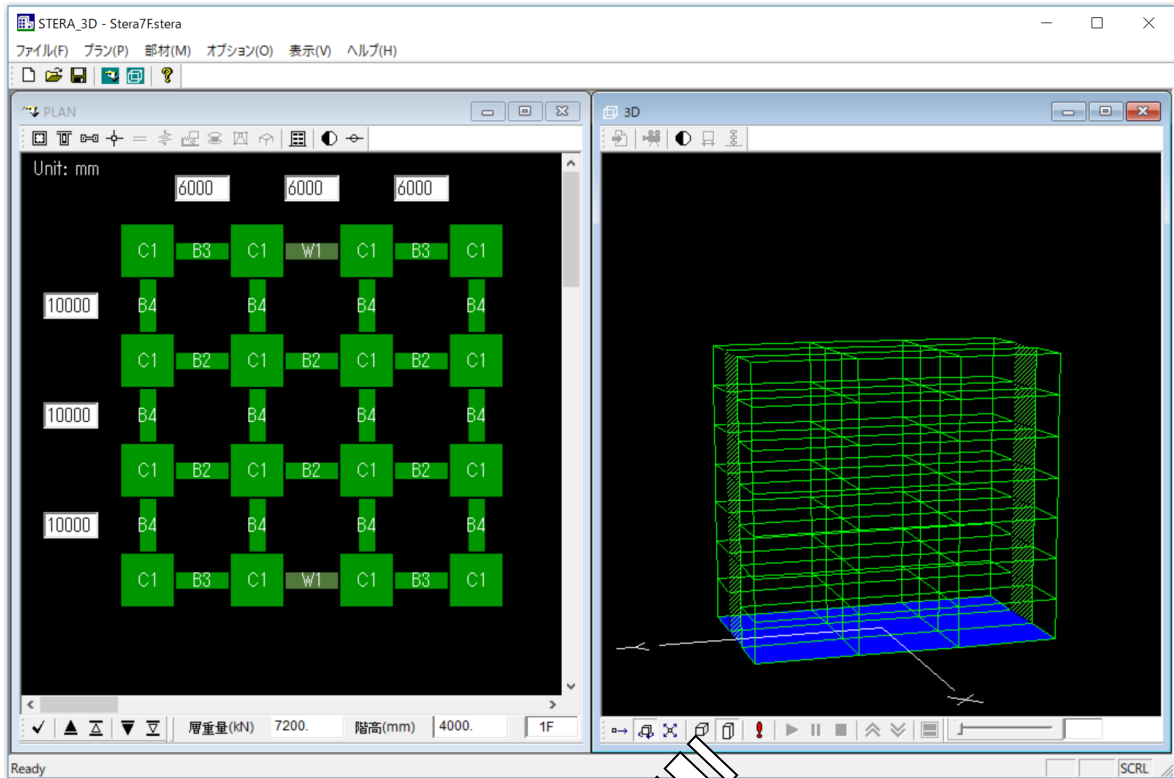 STERA_3D - Stera7F.stera
ファイル(F) プラン(P) 部材(M) オプション(O) 表示(V) ヘルプ(H)
PLAN
Unit: mm
6000 6000 6000
C1 B3 C1 W1 C1 B3 C1
10000 B4 B4 B4 B4
C1 B2 C1 B2 C1 B2 C1
10000 B4 B4 B4 B4
C1 B2 C1 B2 C1 B2 C1
10000 B4 B4 B4 B4
C1 B3 C1 W1 C1 B3 C1
層重量(kN) 7200. 階高(mm) 4000. 1F
3D
Ready
SCRL